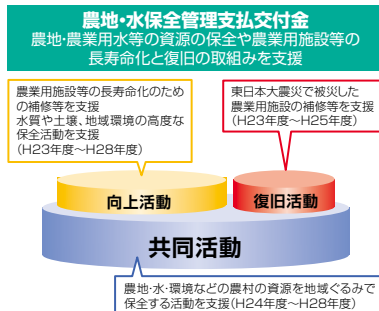 農地・水保全管理支払交付金
農地・農業用水等の資源の保全や農業用施設等の
長寿命化と復旧の取組みを支援
農業用施設等の長寿命化のため
の補修等を支援
水質や土壌、地域環境の高度な
保全活動を支援
(H23年度〜H28年度)
東日本大震災で被災した
農業用施設の補修等を支援
(H23年度〜H25年度)
向上活動
復旧活動
共同活動
農地・水・環境などの農村の資源を地域ぐるみで
保全する活動を支援(H24年度〜H28年度)